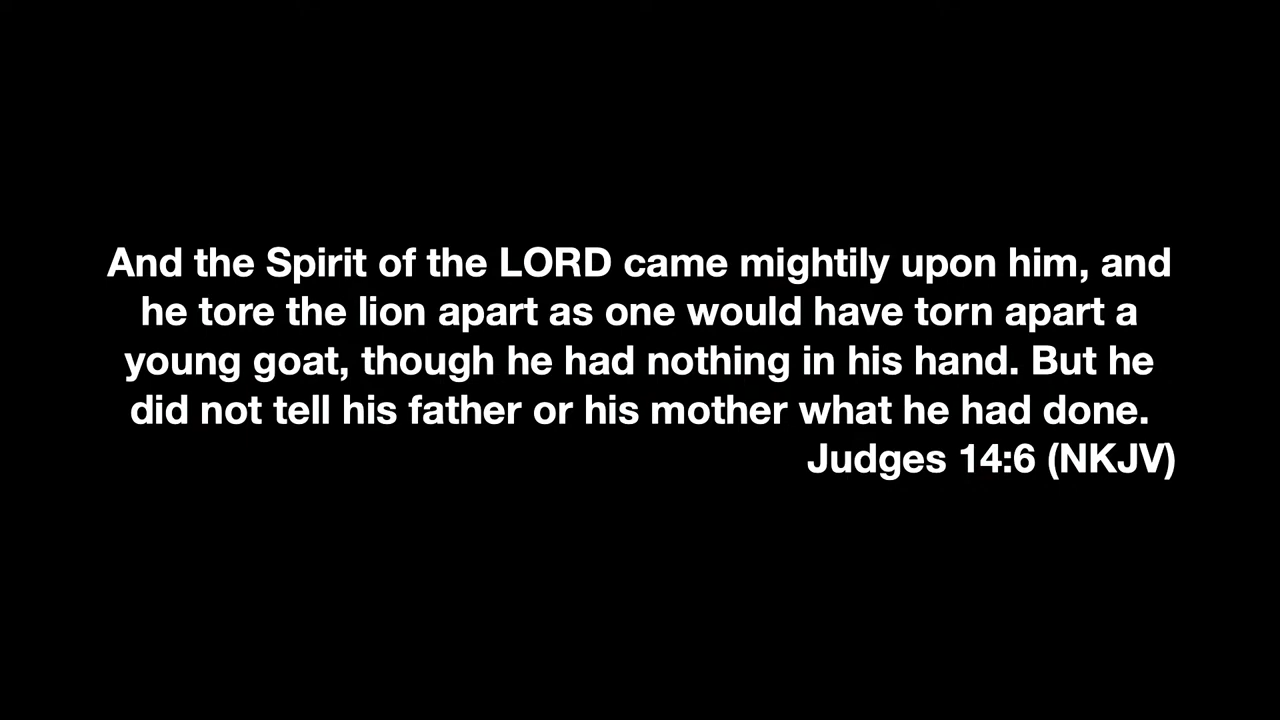 And the Spirit of the LORD came mightily upon him, and
he tore the lion apart as one would have torn apart a
young goat, though he had nothing in his hand. But he
did not tell his father or his mother what he had done.
Judges 14:6 (NKJV)